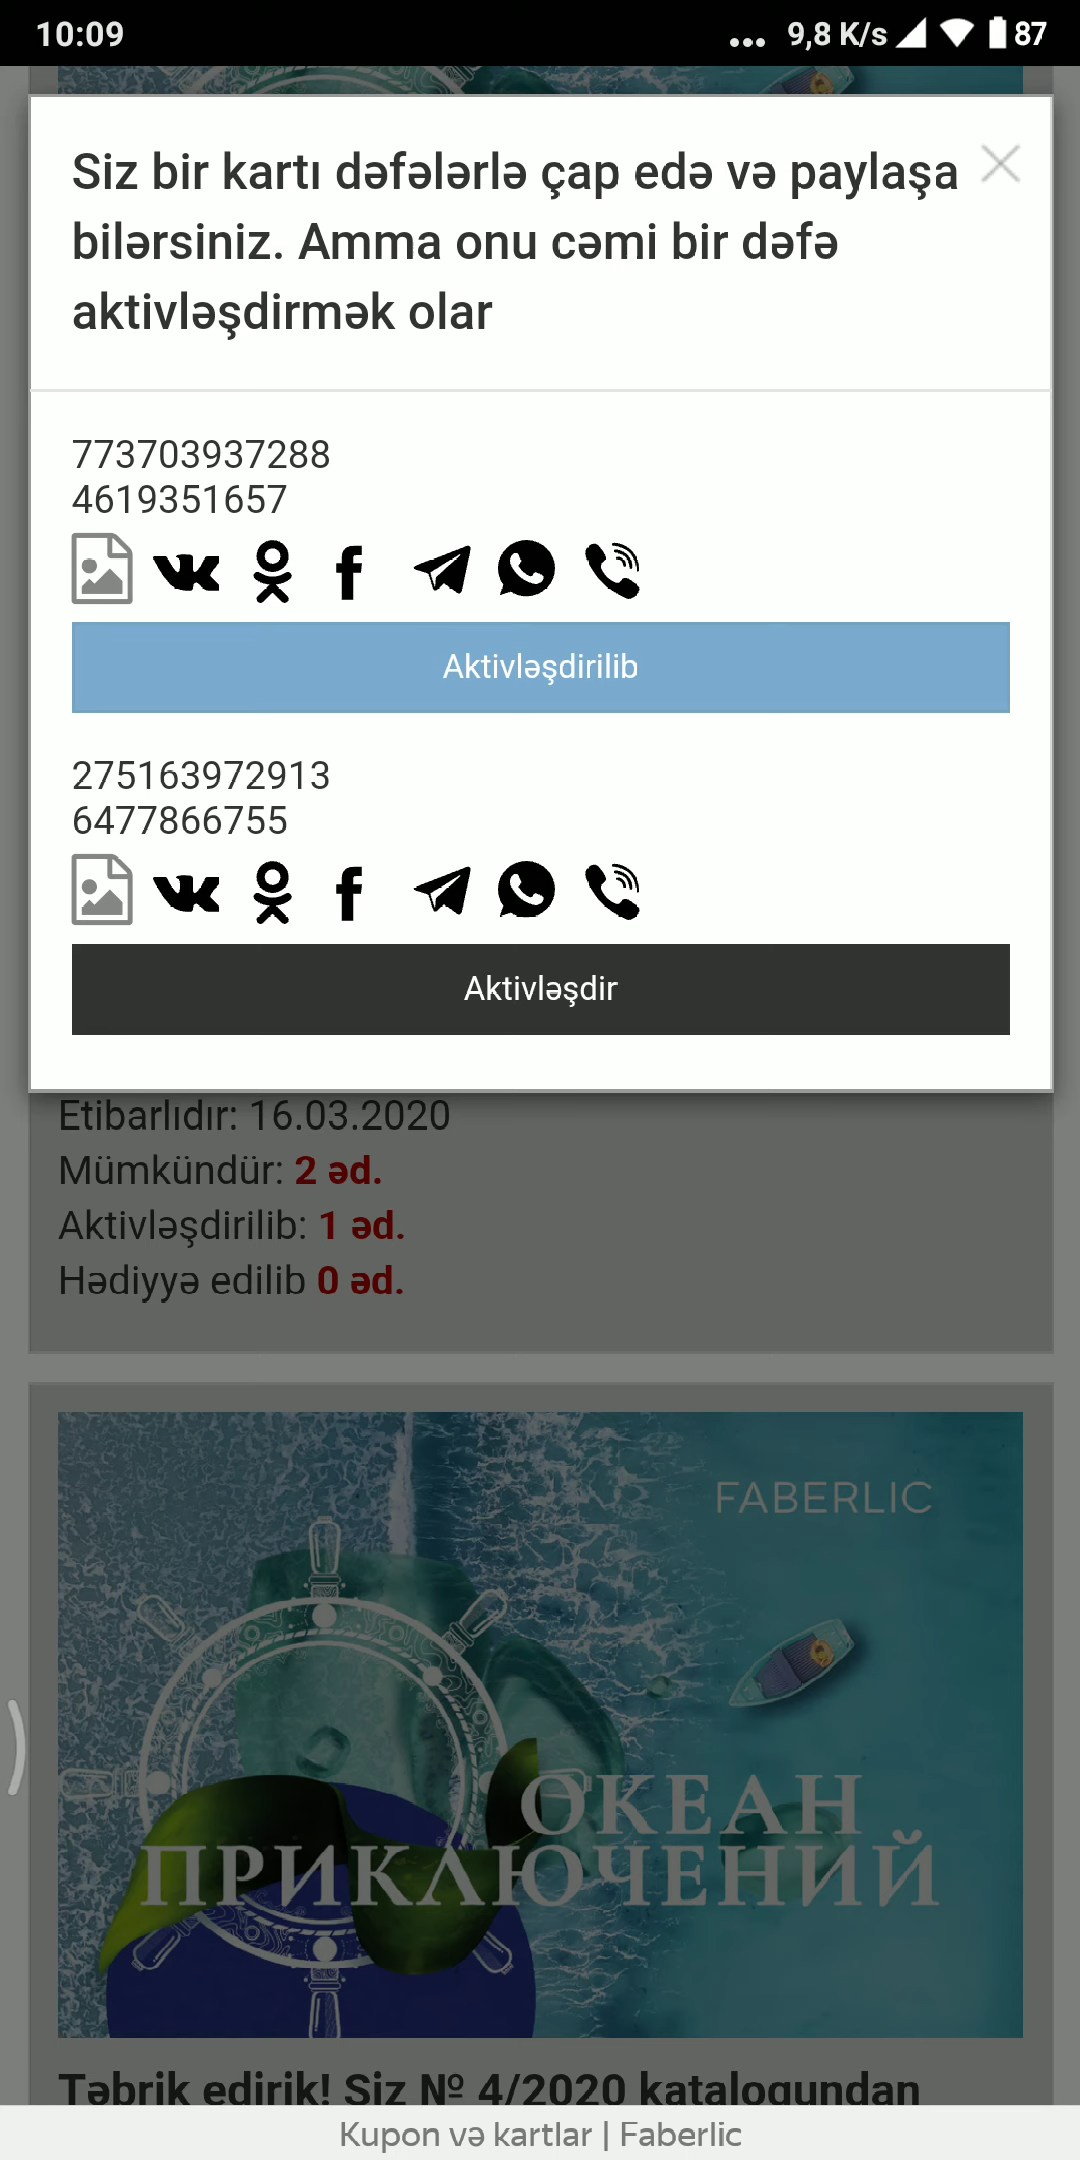 10:09
... 9,8 K/s 87
Siz bir kartı dəfələrlə çap edə və paylaşa
bilərsiniz. Amma onu cəmi bir dəfə
aktivləşdirmək olar
773703937288
4619351657
Aktivləşdirilib
275163972913
6477866755
Aktivləşdir
Etibarlıdır: 16.03.2020
Mümkündür: 2 əd.
Aktivləşdirilib: 1 əd.
Hədiyyə edilib 0 əd.
FABERLIC
ОКЕАН
ПРИКЛЮЧЕНИЙ
Təbrik edirik! Siz № 4/2020 kataloqundan
Kupon və kartlar | Faberlic